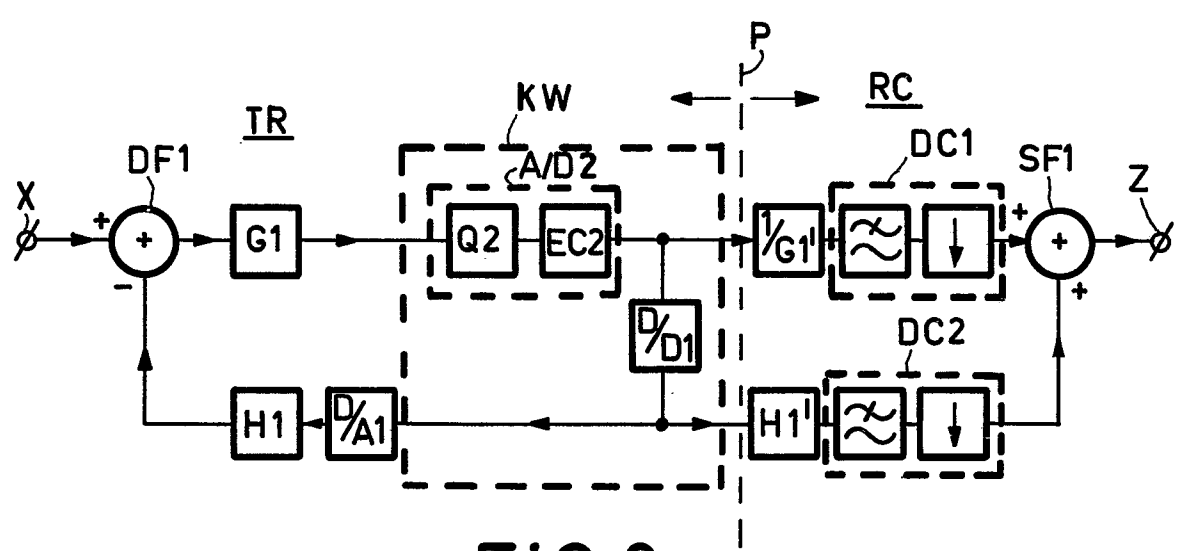 P
RC
KW
TR
DC1
DF1
A/D2
SF1
X
Z
+
+
G1
Q2
EC2
1/G1'
+
+
−
+
D/D1
DC2
H1
D/A1
H1'